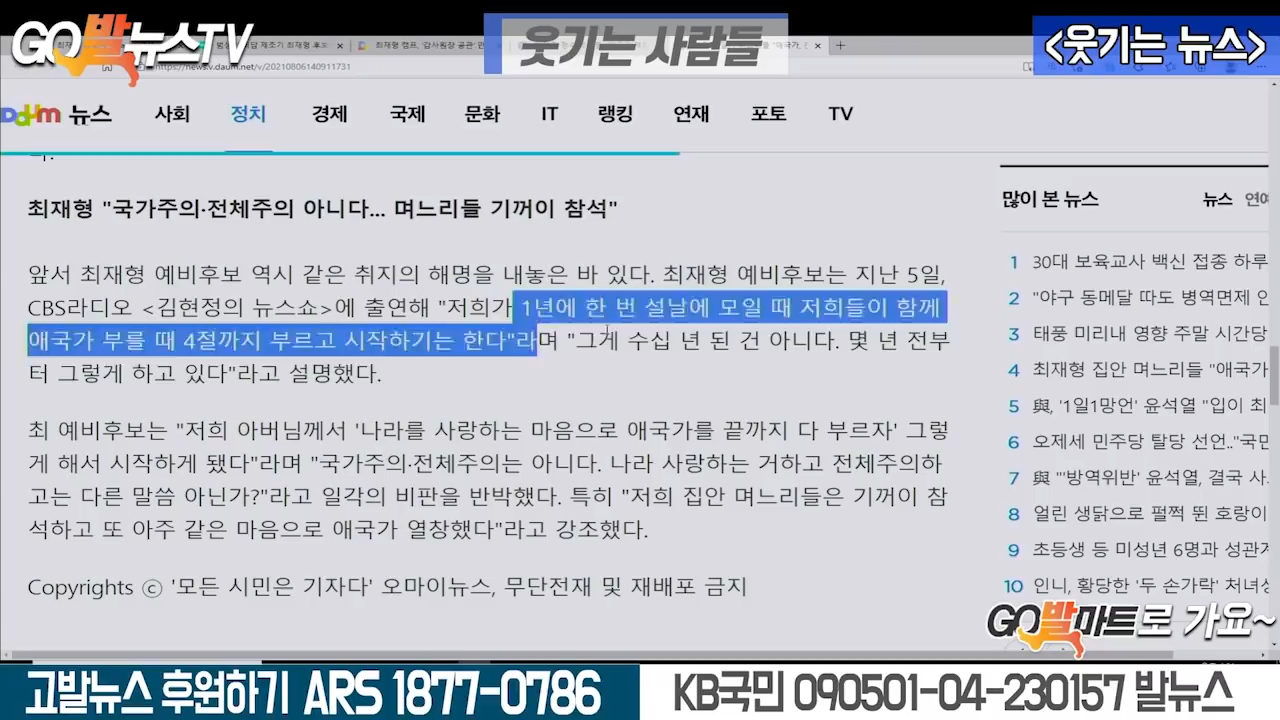 GO발뉴스TV
웃기는 사람들
<웃기는 뉴스>
https://news.v.daum.net/v/20210806140911731
Daum 뉴스 사회 정치 경제 국제 문화 IT 랭킹 연재 포토 TV
최재형 "국가주의·전체주의 아니다... 며느리들 기꺼이 참석"
앞서 최재형 예비후보 역시 같은 취지의 해명을 내놓은 바 있다. 최재형 예비후보는 지난 5일,
CBS라디오 <김현정의 뉴스쇼>에 출연해 "저희가 1년에 한 번 설날에 모일 때 저희들이 함께
애국가 부를 때 4절까지 부르고 시작하기는 한다"라며 "그게 수십 년 된 건 아니다. 몇 년 전부
터 그렇게 하고 있다"라고 설명했다.
최 예비후보는 "저희 아버님께서 '나라를 사랑하는 마음으로 애국가를 끝까지 다 부르자' 그렇
게 해서 시작하게 됐다"라며 "국가주의·전체주의는 아니다. 나라 사랑하는 거하고 전체주의하
고는 다른 말씀 아닌가?"라고 일각의 비판을 반박했다. 특히 "저희 집안 며느리들은 기꺼이 참
석하고 또 아주 같은 마음으로 애국가 열창했다"라고 강조했다.
Copyrights ⓒ '모든 시민은 기자다' 오마이뉴스, 무단전재 및 재배포 금지
많이 본 뉴스 뉴스 연예
1 30대 보육교사 백신 접종 하루
2 "야구 동메달 따도 병역면제 안
3 태풍 미리내 영향 주말 시간당
4 최재형 집안 며느리들 "애국가
5 與, '1일1망언' 윤석열 "입이 최
6 오제세 민주당 탈당 선언.."국민
7 與 "'방역위반' 윤석열, 결국 사
8 얼린 생닭으로 펄쩍 뛴 호랑이
9 초등생 등 미성년 6명과 성관계
10 인니, 황당한 '두 손가락' 처녀성
GO발마트로 가요~
고발뉴스 후원하기 ARS 1877-0786
KB국민 090501-04-230157 발뉴스